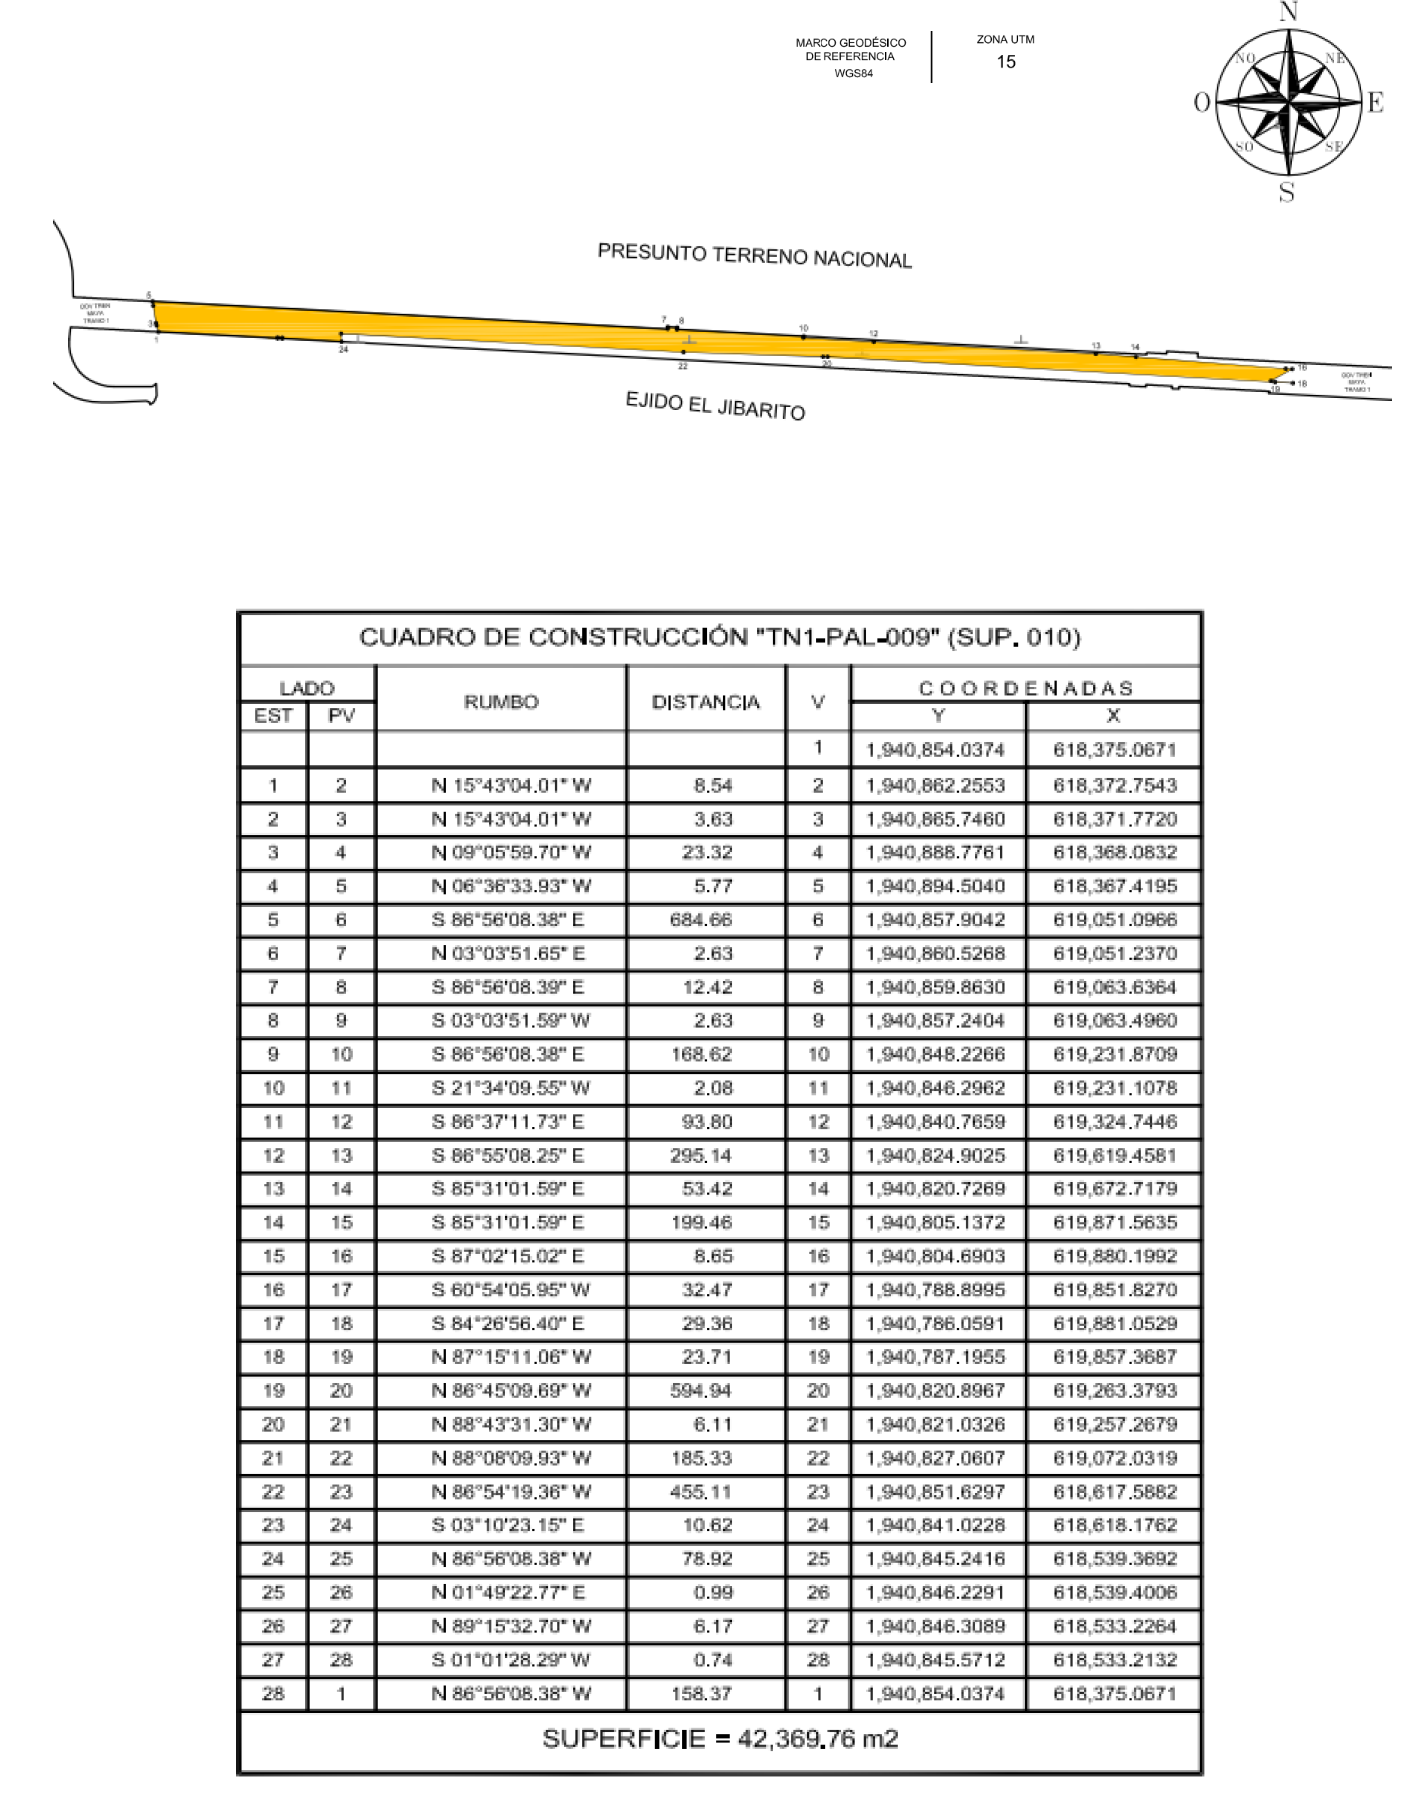 MARCO GEODÉSICO
DE REFERENCIA
WGS84
ZONA UTM
15
N
NO
NE
O
E
SO
SE
S
PRESUNTO TERRENO NACIONAL
5
DDV TREN
MAYA
TRAMO 1
3
1
24
7
8
10
12
13
14
22
20
16
18
19
DDV TREN
MAYA
TRAMO 1
EJIDO EL JIBARITO
CUADRO DE CONSTRUCCIÓN "TN1-PAL-009" (SUP. 010)
LADO RUMBO DISTANCIA V COORDENADAS
EST PV Y X
1 1,940,854.0374 618,375.0671
1 2 N 15°43'04.01" W 8.54 2 1,940,862.2553 618,372.7543
2 3 N 15°43'04.01" W 3.63 3 1,940,865.7460 618,371.7720
3 4 N 09°05'59.70" W 23.32 4 1,940,888.7761 618,368.0832
4 5 N 06°36'33.93" W 5.77 5 1,940,894.5040 618,367.4195
5 6 S 86°56'08.38" E 684.66 6 1,940,857.9042 619,051.0966
6 7 N 03°03'51.65" E 2.63 7 1,940,860.5268 619,051.2370
7 8 S 86°56'08.39" E 12.42 8 1,940,859.8630 619,063.6364
8 9 S 03°03'51.59" W 2.63 9 1,940,857.2404 619,063.4960
9 10 S 86°56'08.38" E 168.62 10 1,940,848.2266 619,231.8709
10 11 S 21°34'09.55" W 2.08 11 1,940,846.2962 619,231.1078
11 12 S 86°37'11.73" E 93.80 12 1,940,840.7659 619,324.7446
12 13 S 86°55'08.25" E 295.14 13 1,940,824.9025 619,619.4581
13 14 S 85°31'01.59" E 53.42 14 1,940,820.7269 619,672.7179
14 15 S 85°31'01.59" E 199.46 15 1,940,805.1372 619,871.5635
15 16 S 87°02'15.02" E 8.65 16 1,940,804.6903 619,880.1992
16 17 S 60°54'05.95" W 32.47 17 1,940,788.8995 619,851.8270
17 18 S 84°26'56.40" E 29.36 18 1,940,786.0591 619,881.0529
18 19 N 87°15'11.06" W 23.71 19 1,940,787.1955 619,857.3687
19 20 N 86°45'09.69" W 594.94 20 1,940,820.8967 619,263.3793
20 21 N 88°43'31.30" W 6.11 21 1,940,821.0326 619,257.2679
21 22 N 88°08'09.93" W 185.33 22 1,940,827.0607 619,072.0319
22 23 N 86°54'19.36" W 455.11 23 1,940,851.6297 618,617.5882
23 24 S 03°10'23.15" E 10.62 24 1,940,841.0228 618,618.1762
24 25 N 86°56'08.38" W 78.92 25 1,940,845.2416 618,539.3692
25 26 N 01°49'22.77" E 0.99 26 1,940,846.2291 618,539.4006
26 27 N 89°15'32.70" W 6.17 27 1,940,846.3089 618,533.2264
27 28 S 01°01'28.29" W 0.74 28 1,940,845.5712 618,533.2132
28 1 N 86°56'08.38" W 158.37 1 1,940,854.0374 618,375.0671
SUPERFICIE = 42,369.76 m2